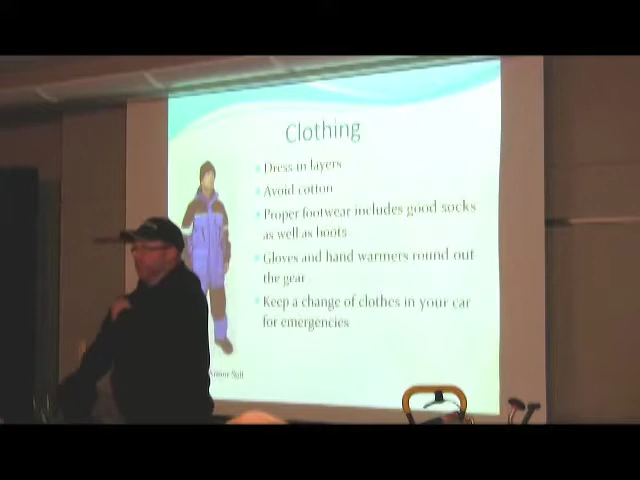 Clothing
Dress in layers
Avoid cotton
Proper footwear includes good socks
as well as boots
Gloves and hand warmers round out
the gear
Keep a change of clothes in your car
for emergencies